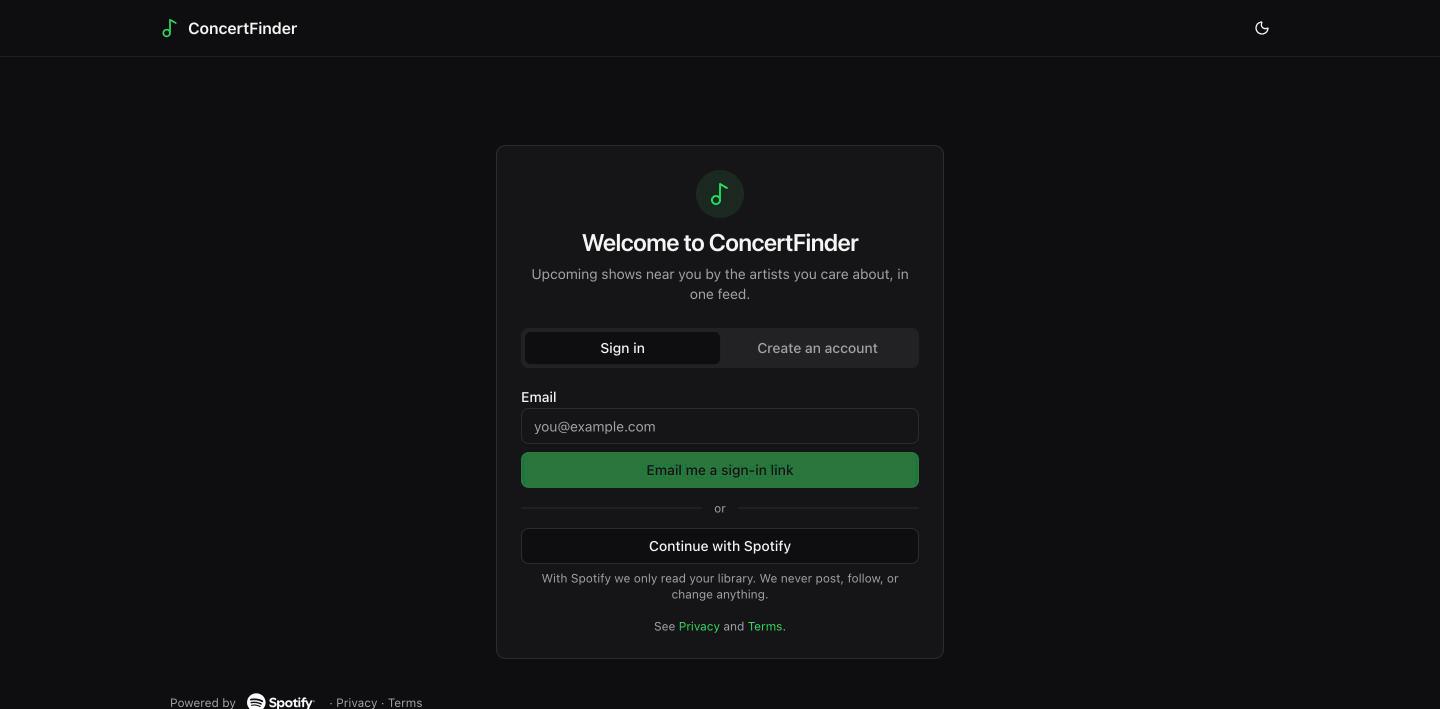 ConcertFinder
Welcome to ConcertFinder
Upcoming shows near you by the artists you care about, in
one feed.
Sign in
Create an account
Email
you@example.com
Email me a sign-in link
or
Continue with Spotify
With Spotify we only read your library. We never post, follow, or
change anything.
See Privacy and Terms.
Powered by Spotify · Privacy · Terms